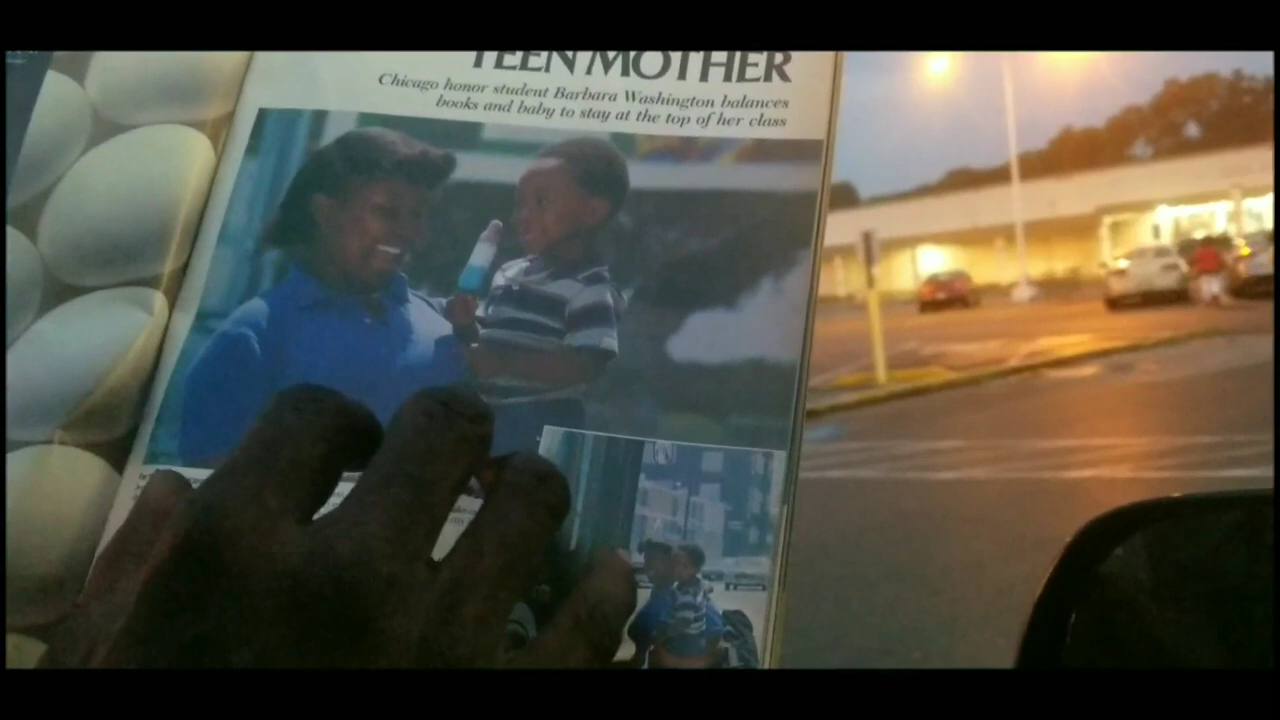 TEEN MOTHER
Chicago honor student Barbara Washington balances
books and baby to stay at the top of her class